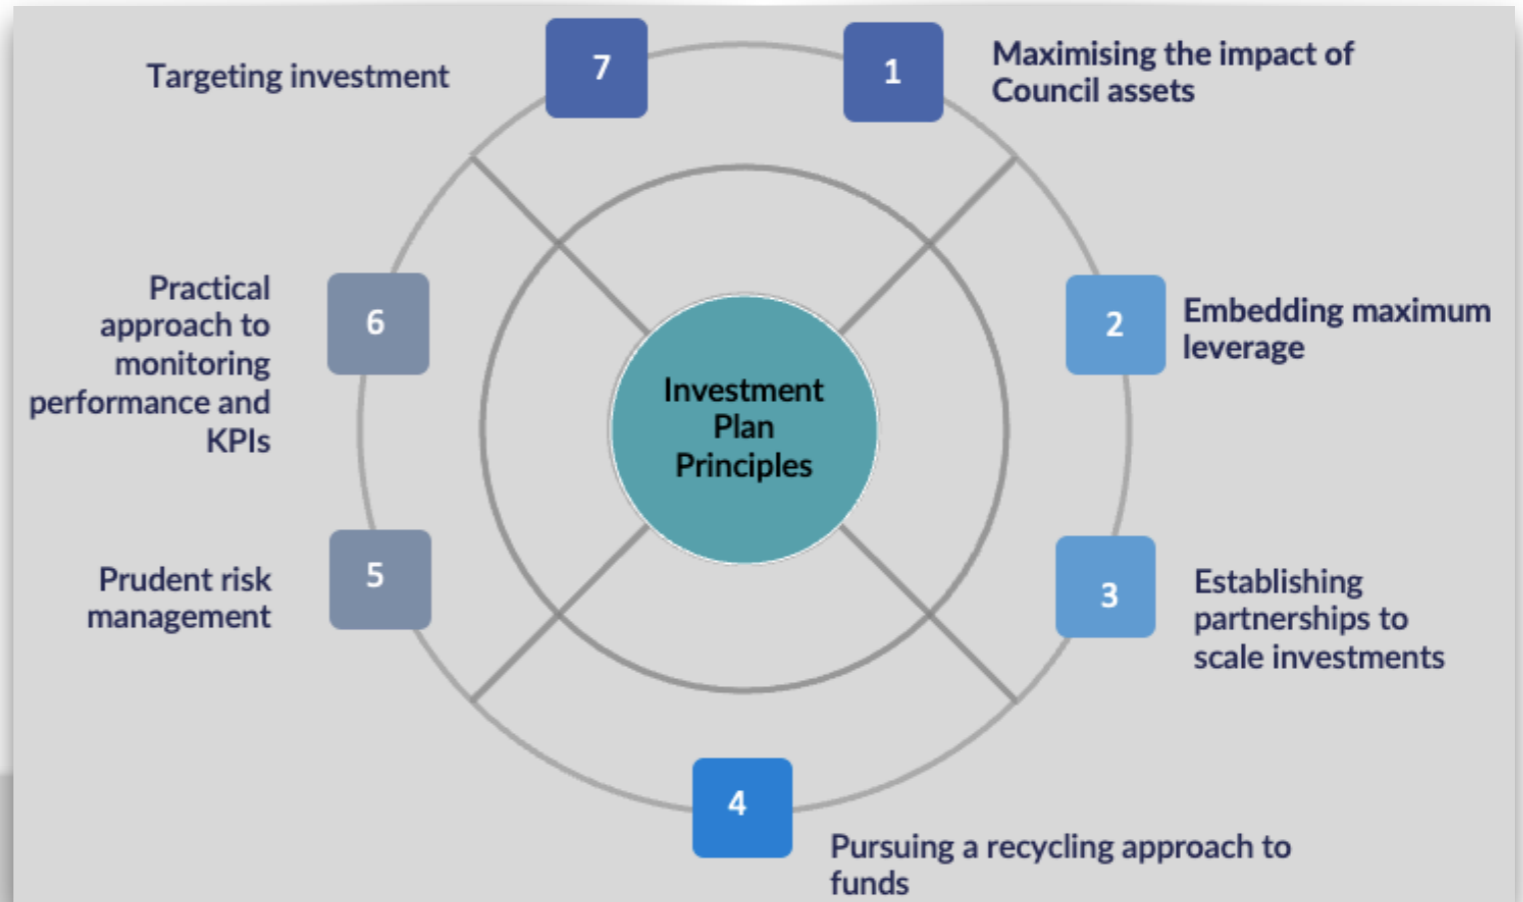 7
Targeting investment
1
Maximising the impact of
Council assets
2
Embedding maximum
leverage
3
Establishing
partnerships to
scale investments
4
Pursuing a recycling approach to
funds
5
Prudent risk
management
6
Practical
approach to
monitoring
performance and
KPIs
Investment
Plan
Principles